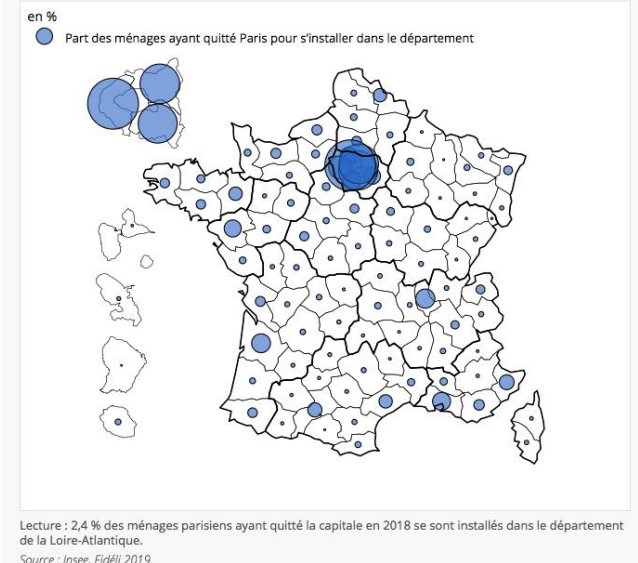 en %
Part des ménages ayant quitté Paris pour s'installer dans le département
Lecture : 2,4 % des ménages parisiens ayant quitté la capitale en 2018 se sont installés dans le département
de la Loire-Atlantique.
Source : Insee, Fidéli 2019